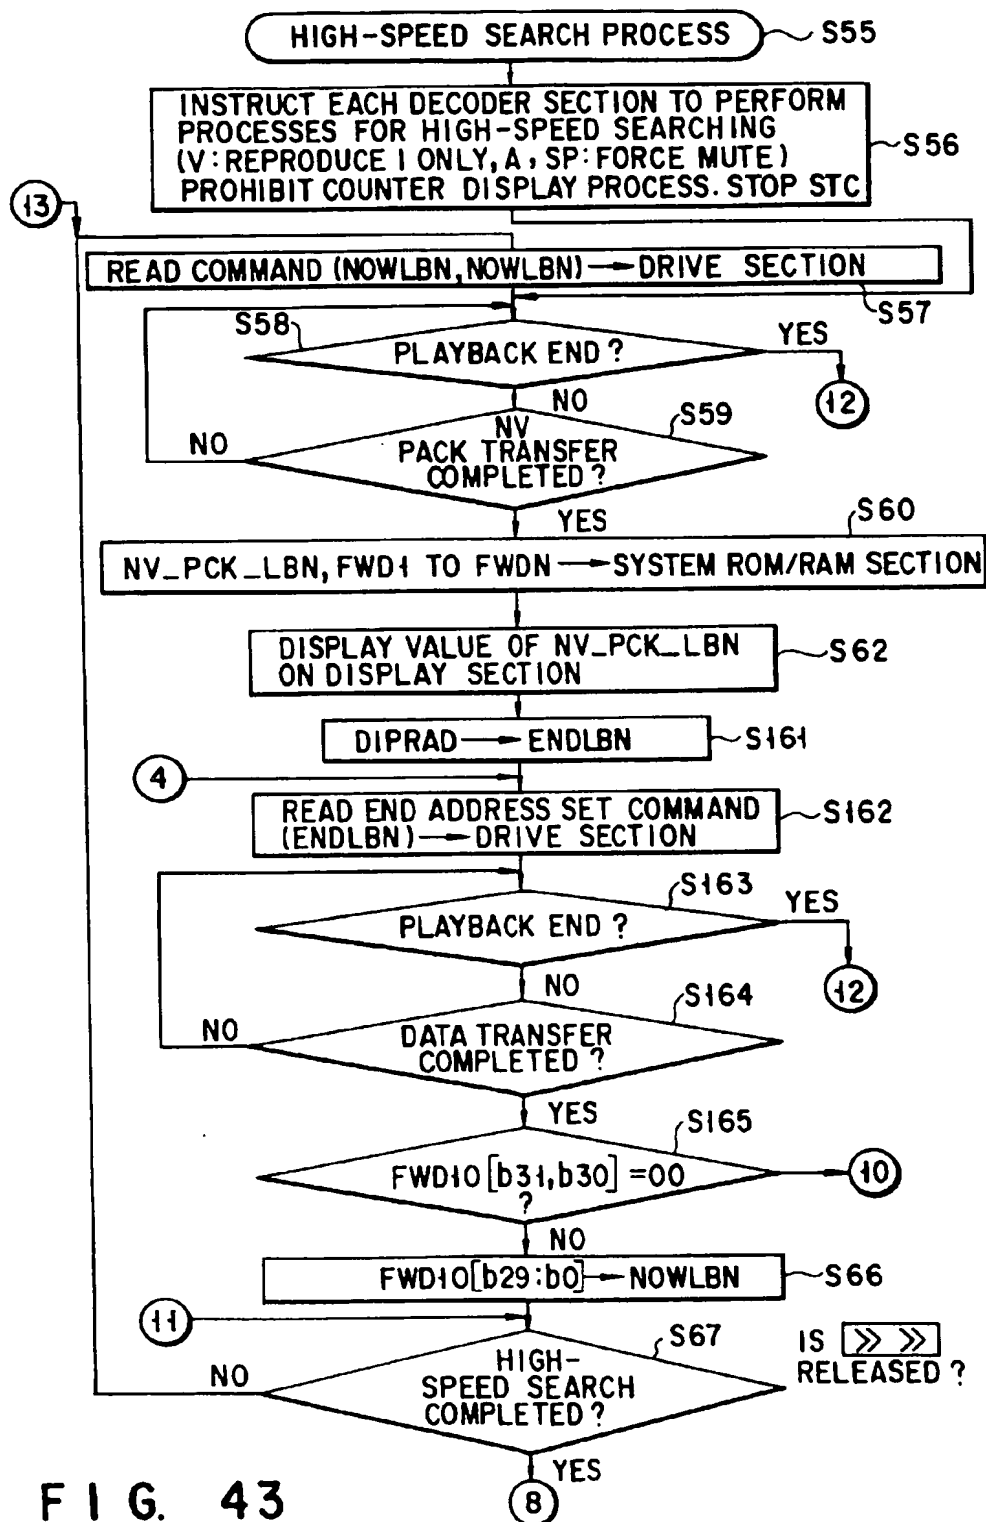 HIGH-SPEED SEARCH PROCESS
S55
INSTRUCT EACH DECODER SECTION TO PERFORM
PROCESSES FOR HIGH-SPEED SEARCHING
(V:REPRODUCE I ONLY, A, SP:FORCE MUTE)
PROHIBIT COUNTER DISPLAY PROCESS. STOP STC
S56
13
READ COMMAND (NOWLBN,NOWLBN) → DRIVE SECTION
S57
S58
PLAYBACK END ?
YES
12
NO
S59
NV
PACK TRANSFER
COMPLETED ?
NO
YES
S60
NV_PCK_LBN, FWD1 TO FWDN → SYSTEM ROM/RAM SECTION
DISPLAY VALUE OF NV_PCK_LBN
ON DISPLAY SECTION
S62
DIPRAD → ENDLBN
S161
4
READ END ADDRESS SET COMMAND
(ENDLBN) → DRIVE SECTION
S162
S163
PLAYBACK END ?
YES
12
NO
S164
DATA TRANSFER
COMPLETED ?
NO
YES
S165
FWD10 [b31,b30] =00
?
10
NO
FWD10[b29:b0] → NOWLBN
S66
11
S67
HIGH-
SPEED SEARCH
COMPLETED ?
NO
IS ≫ ≫
RELEASED ?
YES
8
FIG. 43